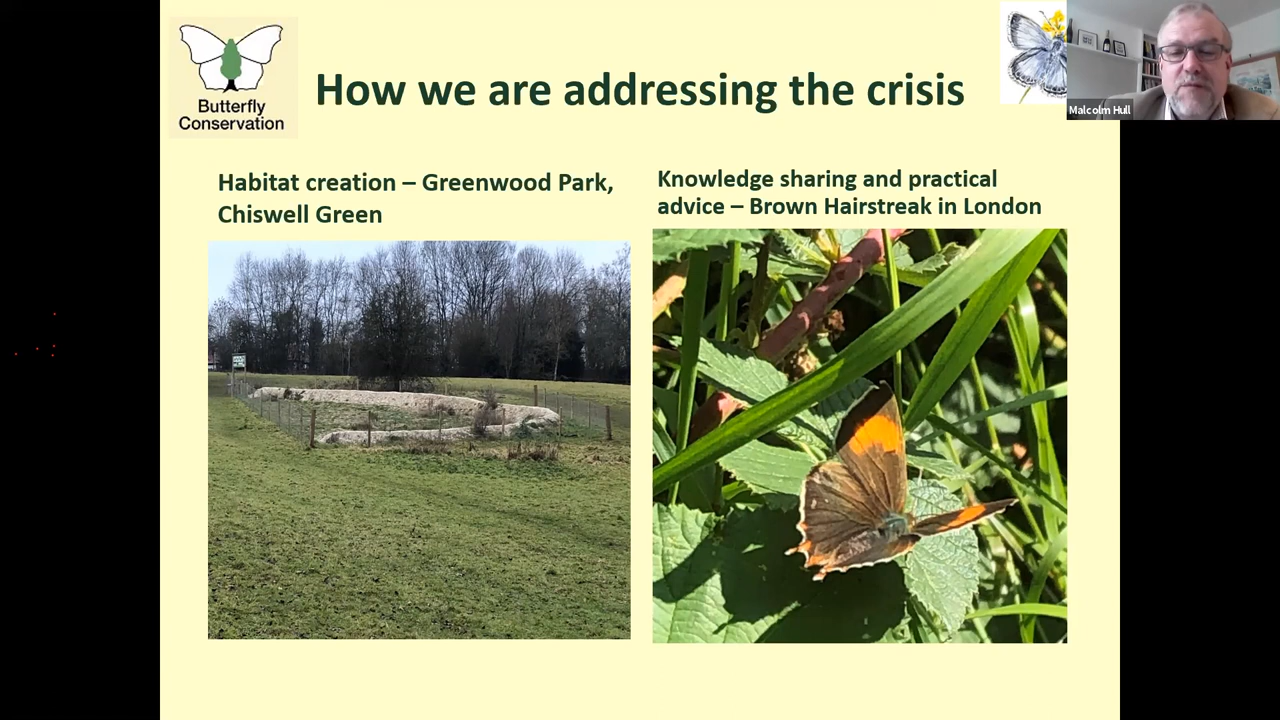 Butterfly
Conservation
How we are addressing the crisis
Malcolm Hull
Habitat creation – Greenwood Park,
Chiswell Green
Knowledge sharing and practical
advice – Brown Hairstreak in London